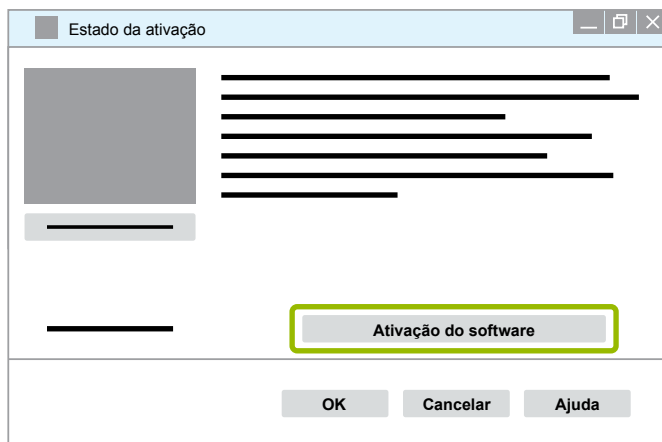 Estado da ativação
Ativação do software
OK
Cancelar
Ajuda